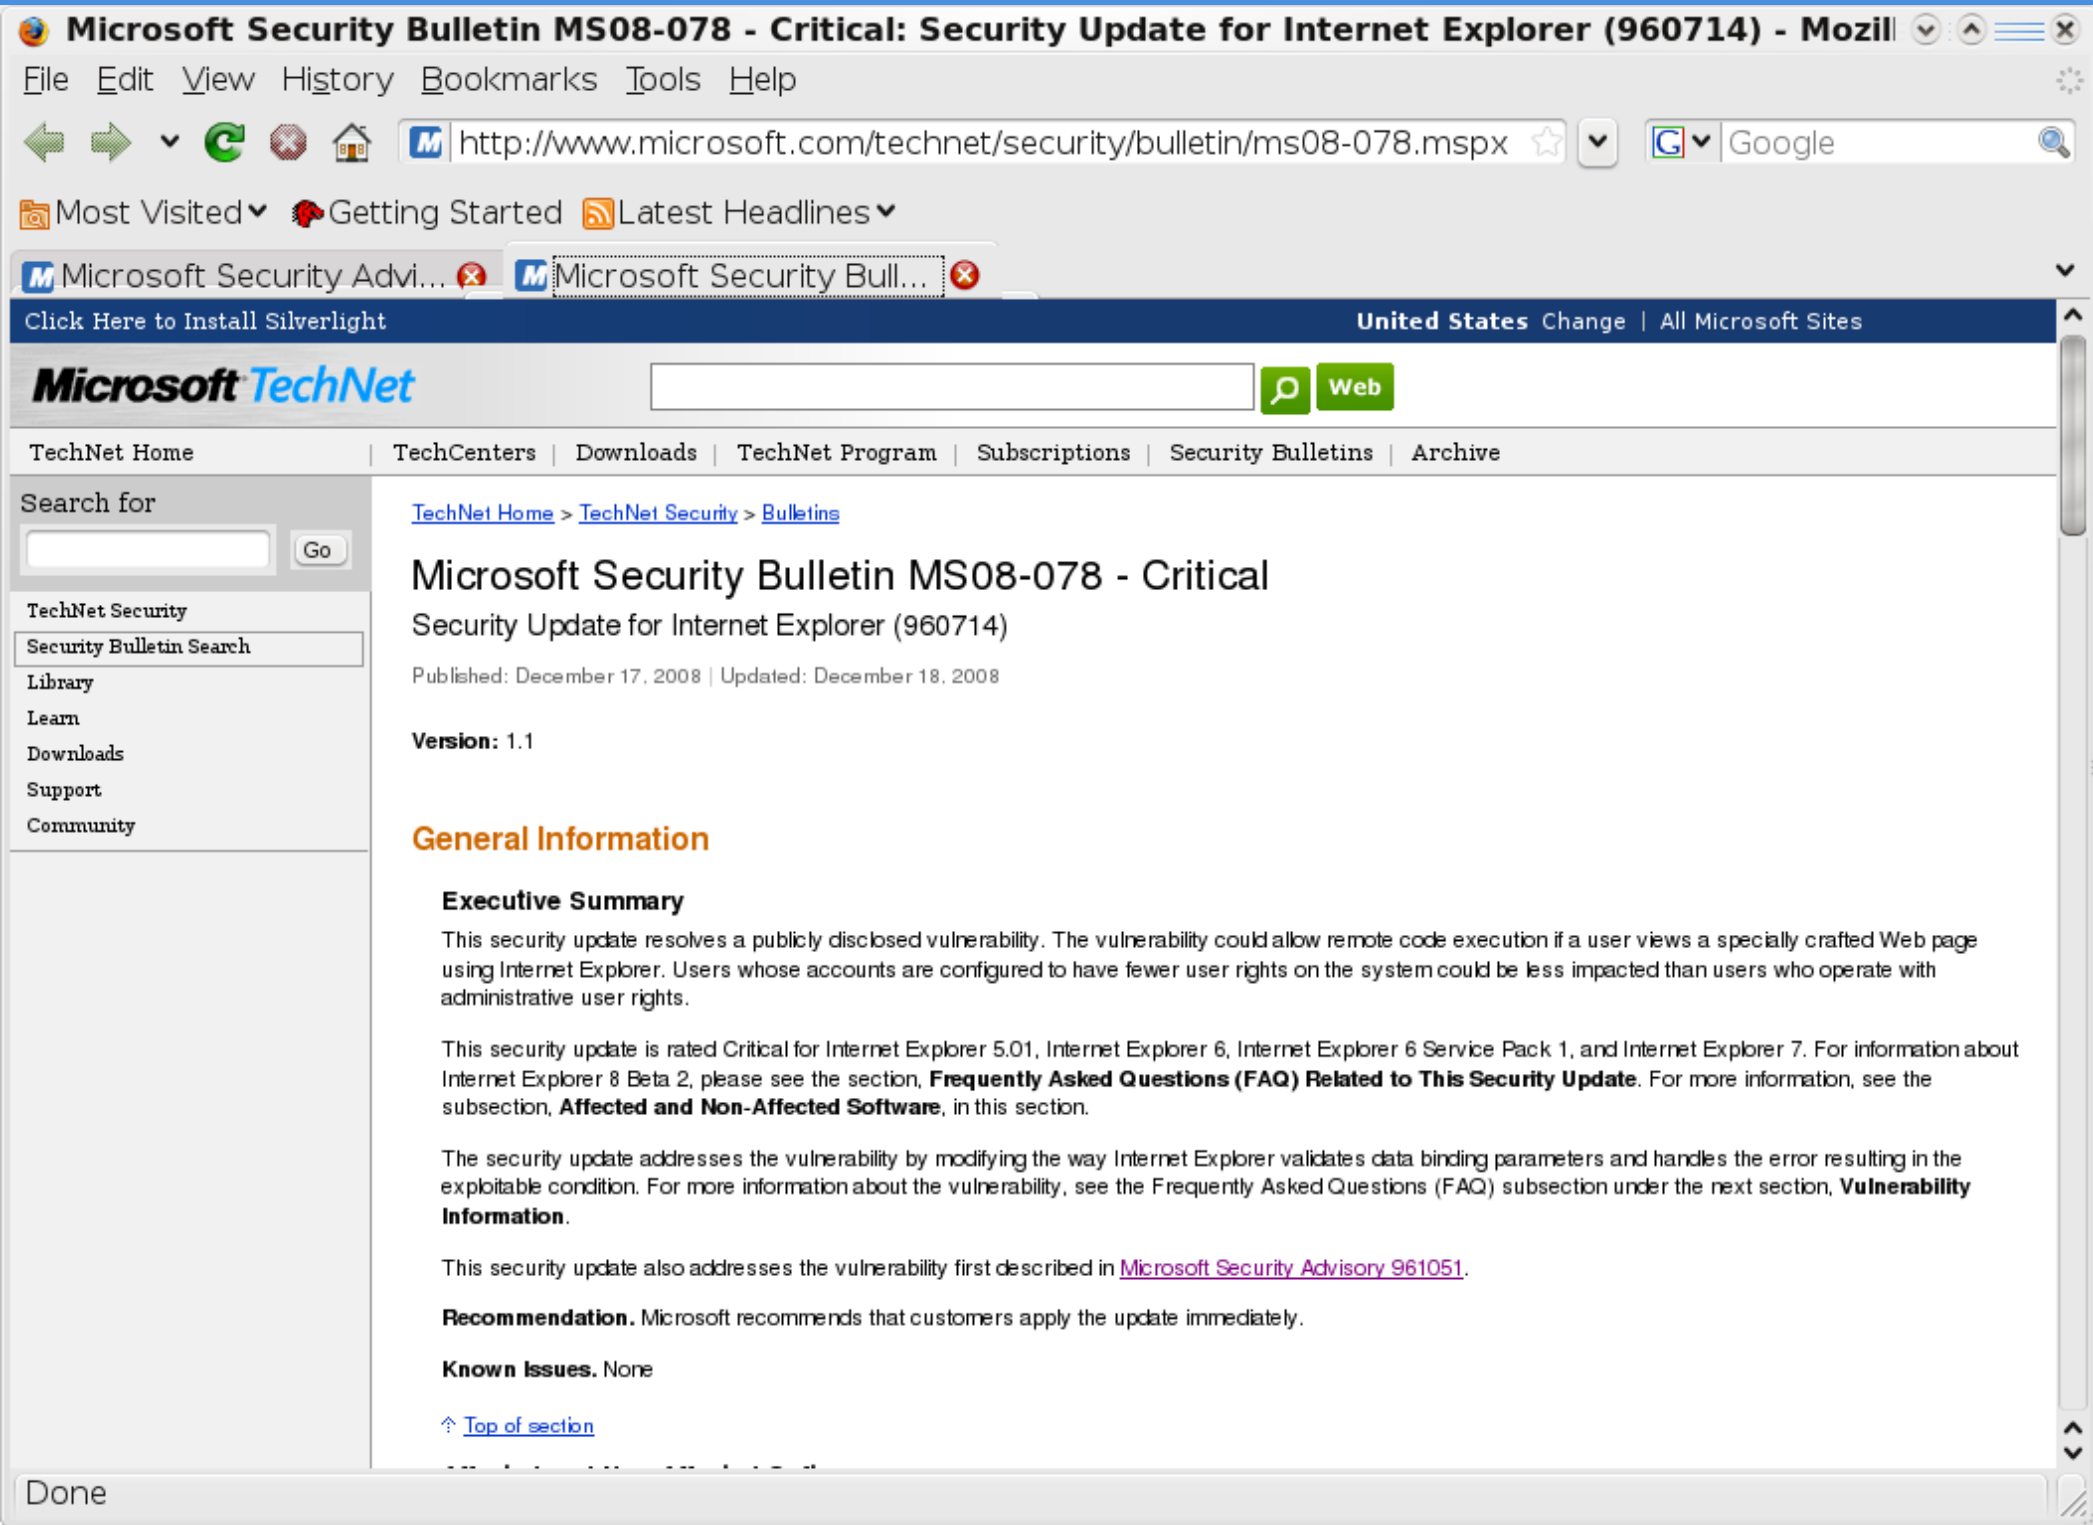 Microsoft Security Bulletin MS08-078 - Critical: Security Update for Internet Explorer (960714) - Mozil
File Edit View History Bookmarks Tools Help
http://www.microsoft.com/technet/security/bulletin/ms08-078.mspx Google
Most Visited Getting Started Latest Headlines
Microsoft Security Advi... Microsoft Security Bull...
Click Here to Install Silverlight United States Change | All Microsoft Sites
Microsoft TechNet Web
TechNet Home | TechCenters | Downloads | TechNet Program | Subscriptions | Security Bulletins | Archive
Search for
Go
TechNet Security
Security Bulletin Search
Library
Learn
Downloads
Support
Community
TechNet Home > TechNet Security > Bulletins
Microsoft Security Bulletin MS08-078 - Critical
Security Update for Internet Explorer (960714)
Published: December 17, 2008 | Updated: December 18, 2008
Version: 1.1
General Information
Executive Summary
This security update resolves a publicly disclosed vulnerability. The vulnerability could allow remote code execution if a user views a specially crafted Web page
using Internet Explorer. Users whose accounts are configured to have fewer user rights on the system could be less impacted than users who operate with
administrative user rights.
This security update is rated Critical for Internet Explorer 5.01, Internet Explorer 6, Internet Explorer 6 Service Pack 1, and Internet Explorer 7. For information about
Internet Explorer 8 Beta 2, please see the section, Frequently Asked Questions (FAQ) Related to This Security Update. For more information, see the
subsection, Affected and Non-Affected Software, in this section.
The security update addresses the vulnerability by modifying the way Internet Explorer validates data binding parameters and handles the error resulting in the
exploitable condition. For more information about the vulnerability, see the Frequently Asked Questions (FAQ) subsection under the next section, Vulnerability
Information.
This security update also addresses the vulnerability first described in Microsoft Security Advisory 961051.
Recommendation. Microsoft recommends that customers apply the update immediately.
Known Issues. None
Top of section
Done